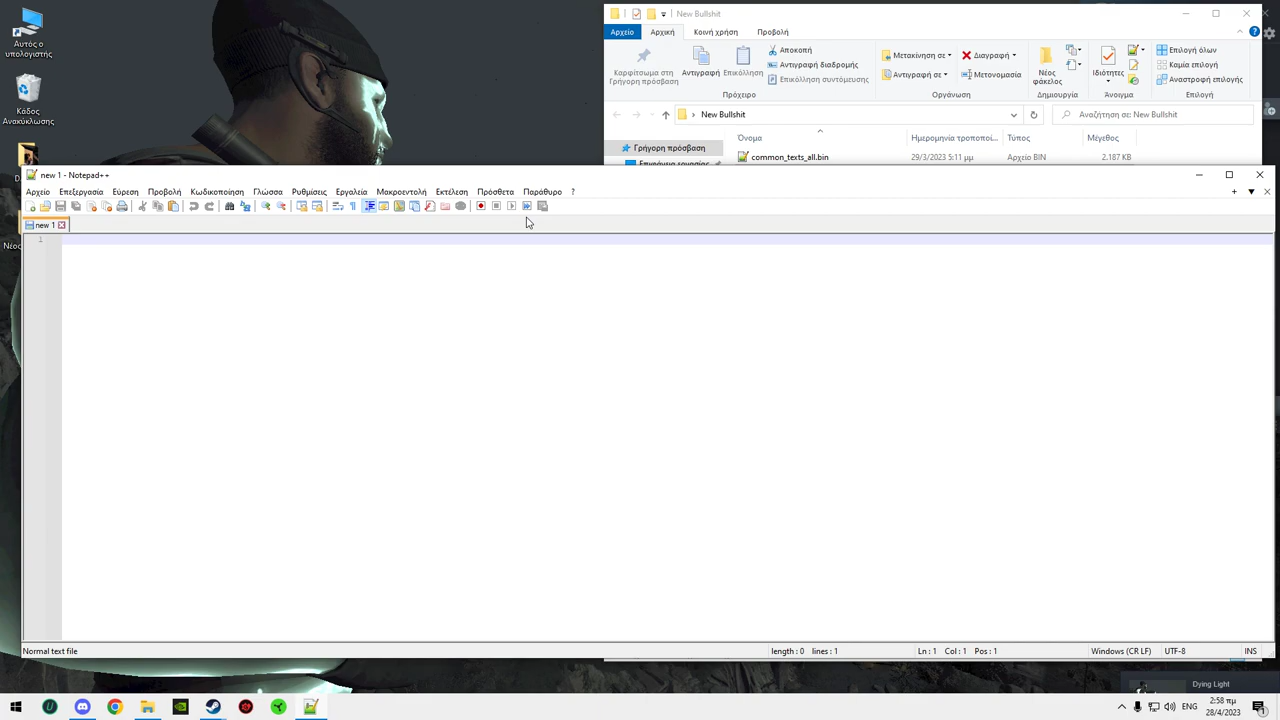 Αυτός ο
υπολογιστής
Κάδος
Ανακύκλωσης
New Bullshit
Αρχείο Αρχική Κοινή χρήση Προβολή
Καρφίτσωμα στη
Γρήγορη πρόσβαση
Αντιγραφή
Επικόλληση
Αποκοπή
Αντιγραφή διαδρομής
Επικόλληση συντόμευσης
Πρόχειρο
Μετακίνηση σε
Αντιγραφή σε
Διαγραφή
Μετονομασία
Οργάνωση
Νέος
φάκελος
Δημιουργία
Ιδιότητες
Άνοιγμα
Επιλογή όλων
Καμία επιλογή
Αναστροφή επιλογής
Επιλογή
New Bullshit
Αναζήτηση σε: New Bullshit
Γρήγορη πρόσβαση
Όνομα Ημερομηνία τροποποί... Τύπος Μέγεθος
common_texts_all.bin 29/3/2023 5:11 μμ Αρχείο BIN 2.187 KB
new 1 - Notepad++
Αρχείο Επεξεργασία Εύρεση Προβολή Κωδικοποίηση Γλώσσα Ρυθμίσεις Εργαλεία Μακροεντολή Εκτέλεση Πρόσθετα Παράθυρο ?
new 1
1
Normal text file length : 0 lines : 1 Ln : 1 Col : 1 Pos : 1 Windows (CR LF) UTF-8 INS
Dying Light
ΕΛΗΝ
2:58 πμ
28/4/2023